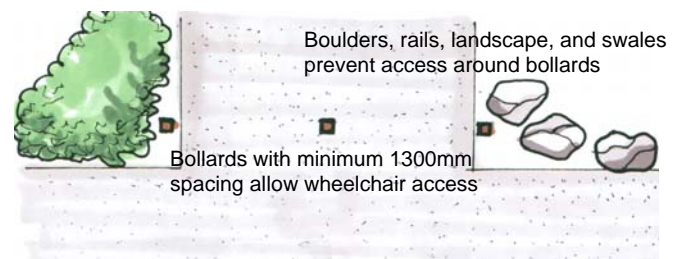 Boulders, rails, landscape, and swales
prevent access around bollards
Bollards with minimum 1300mm
spacing allow wheelchair access